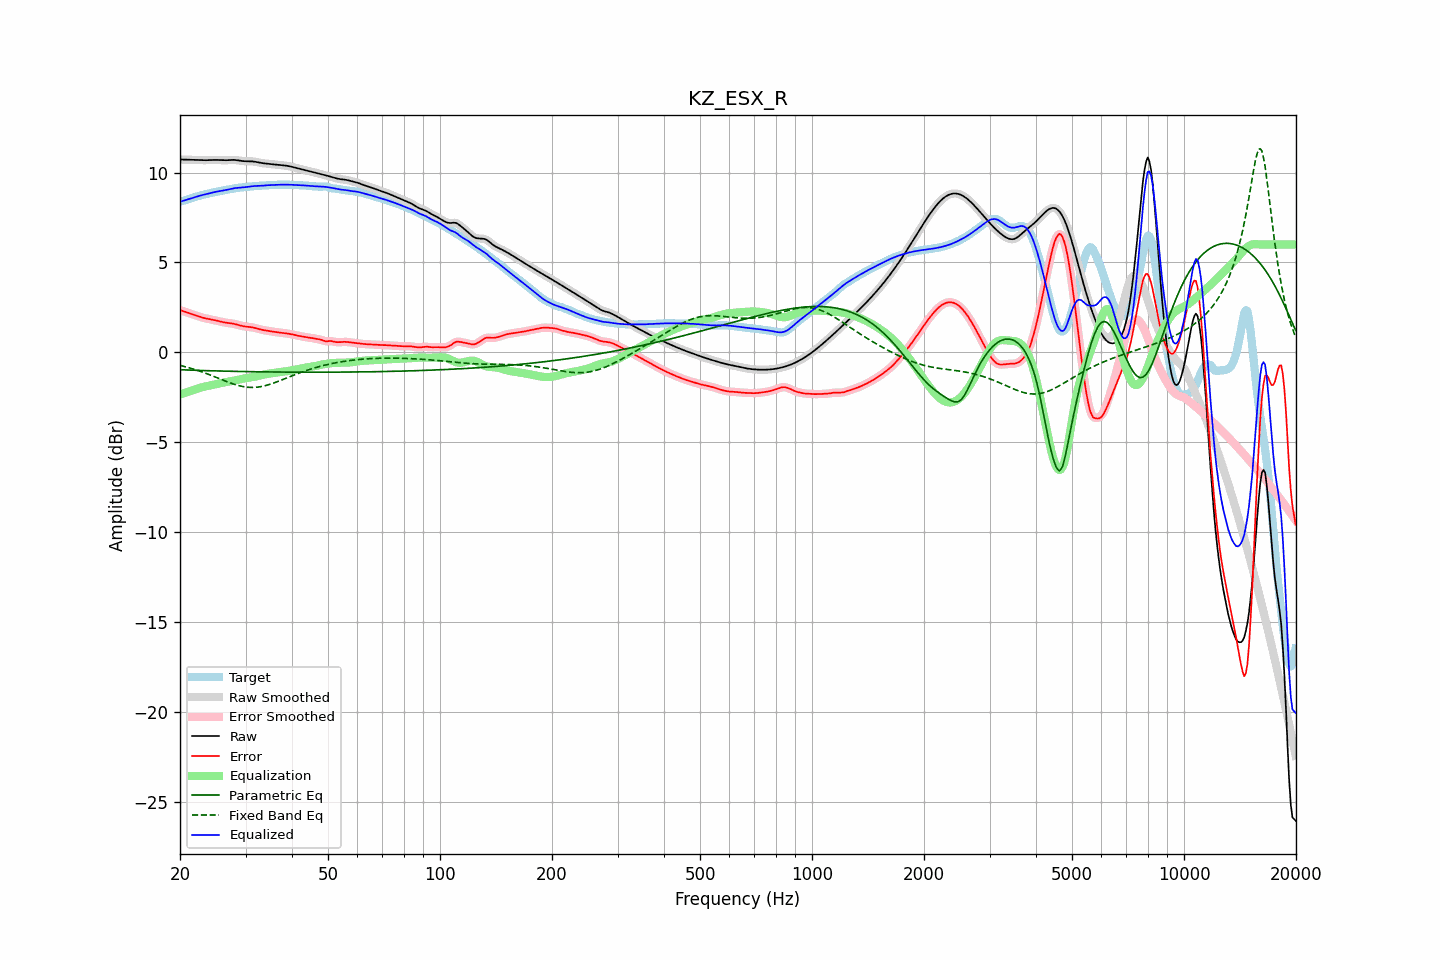 KZ_ESX_R
Amplitude (dBr)
10
5
0
−5
−10
−15
−20
−25
Target
Raw Smoothed
Error Smoothed
Raw
Error
Equalization
Parametric Eq
Fixed Band Eq
Equalized
20 50 100 200 500 1000 2000 5000 10000 20000
Frequency (Hz)